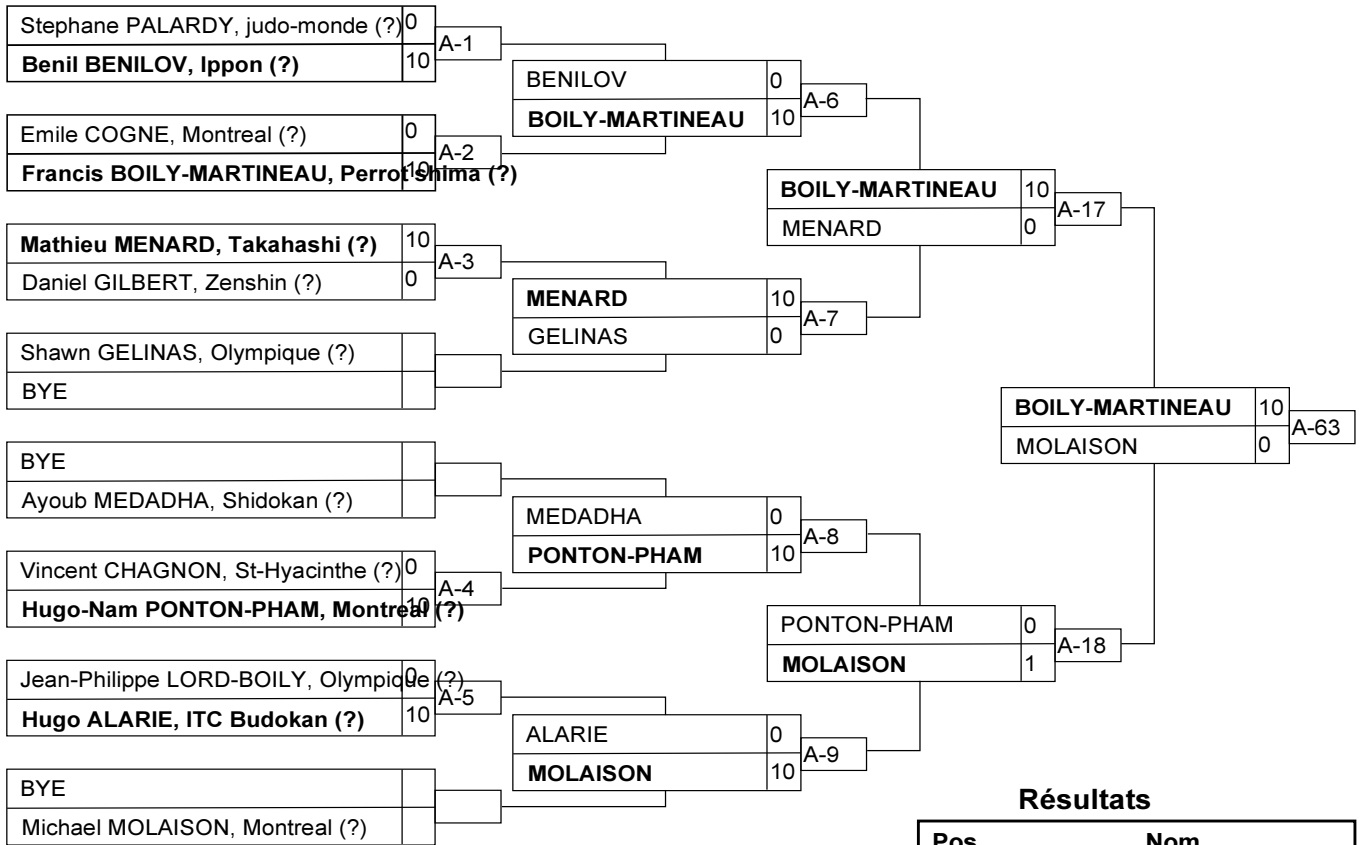 Stephane PALARDY, judo-monde (?) 0
A-1
Benil BENILOV, Ippon (?) 10
Emile COGNE, Montreal (?) 0
A-2
Francis BOILY-MARTINEAU, Perrot shima (?) 10
Mathieu MENARD, Takahashi (?) 10
A-3
Daniel GILBERT, Zenshin (?) 0
Shawn GELINAS, Olympique (?)
BYE
BYE
Ayoub MEDADHA, Shidokan (?)
Vincent CHAGNON, St-Hyacinthe (?) 0
A-4
Hugo-Nam PONTON-PHAM, Montreal (?) 10
Jean-Philippe LORD-BOILY, Olympique (?) 0
A-5
Hugo ALARIE, ITC Budokan (?) 10
BYE
Michael MOLAISON, Montreal (?)
BENILOV 0
A-6
BOILY-MARTINEAU 10
MENARD 10
A-7
GELINAS 0
MEDADHA 0
A-8
PONTON-PHAM 10
ALARIE 0
A-9
MOLAISON 10
BOILY-MARTINEAU 10
A-17
MENARD 0
PONTON-PHAM 0
A-18
MOLAISON 1
BOILY-MARTINEAU 10
A-63
MOLAISON 0
Résultats
Pos Nom